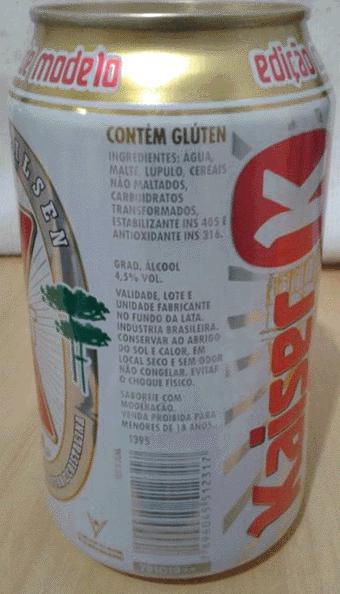 modelo
edição
CONTÉM GLÚTEN
INGREDIENTES: ÁGUA,
MALTE, LÚPULO, CEREAIS
NÃO MALTADOS,
CARBOIDRATOS
TRANSFORMADOS,
ESTABILIZANTE INS 405 E
ANTIOXIDANTE INS 316.
GRAD. ÁLCOOL
4,5% VOL.
VALIDADE, LOTE E
UNIDADE FABRICANTE
NO FUNDO DA LATA.
INDÚSTRIA BRASILEIRA.
CONSERVAR AO ABRIGO
DO SOL E CALOR, EM
LOCAL SECO E SEM ODOR
NÃO CONGELAR. EVITAR
O CHOQUE FÍSICO.
SABOREIE COM
MODERAÇÃO.
VENDA PROIBIDA PARA
MENORES DE 18 ANOS.
1395
Kaiser
K
ILSEN